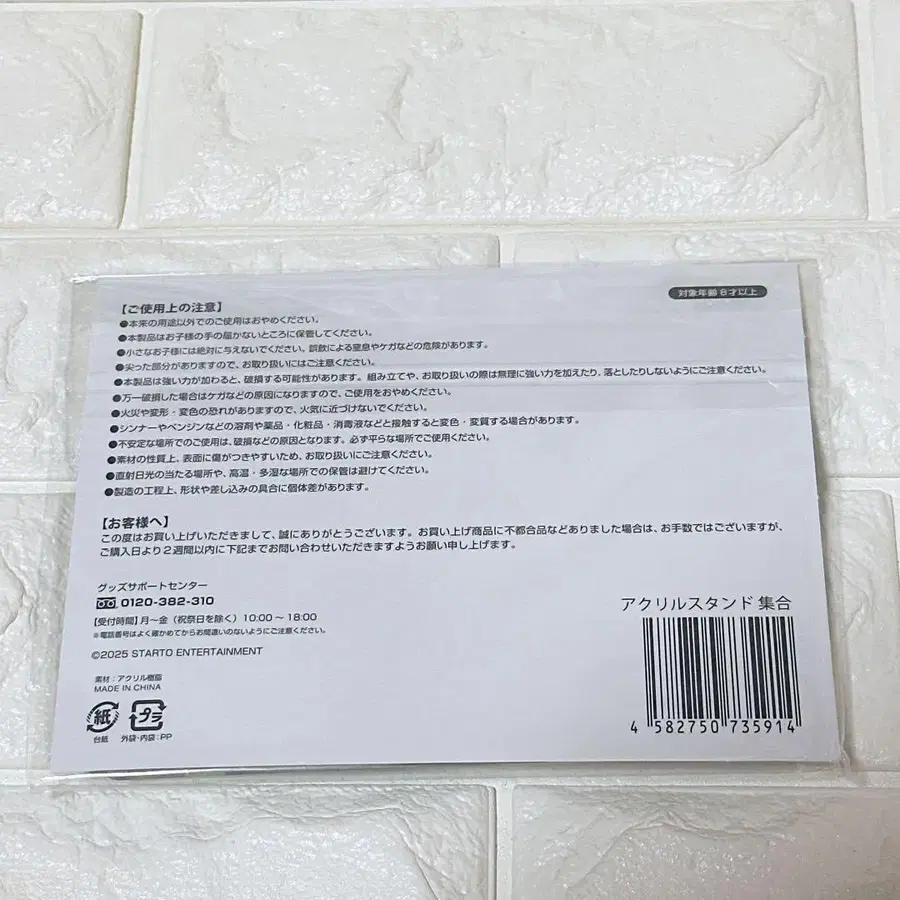 対象年齢 8才以上
【ご使用上の注意】
●本来の用途以外でのご使用はおやめください。
●本製品はお子様の手の届かないところに保管してください。
●小さなお子様には絶対に与えないでください。誤飲による窒息やケガなどの危険があります。
●尖った部分がありますので、お取り扱いにはご注意ください。
●本製品は強い力が加わると、破損する可能性があります。組み立てや、お取り扱いの際は無理に強い力を加えたり、落としたりしないようにご注意ください。
●万一破損した場合はケガなどの原因になりますので、ご使用をおやめください。
●火災や変形・変色の恐れがありますので、火気に近づけないでください。
●シンナーやベンジンなどの溶剤や薬品・化粧品・消毒液などと接触すると変色・変質する場合があります。
●不安定な場所でのご使用は、破損などの原因となります。必ず平らな場所でご使用ください。
●素材の性質上、表面に傷がつきやすいため、お取り扱いにご注意ください。
●直射日光の当たる場所や、高温・多湿な場所での保管は避けてください。
●製造の工程上、形状や差し込みの具合に個体差があります。
【お客様へ】
この度はお買い上げいただきまして、誠にありがとうございます。お買い上げ商品に不都合品などありました場合は、お手数ではございますが、
ご購入日より2週間以内に下記までお問い合わせいただきますようお願い申し上げます。
グッズサポートセンター
0120-382-310
【受付時間】月〜金（祝祭日を除く）10:00〜18:00
※電話番号はよく確かめてからお間違いのないようにご注意ください。
©2025 STARTO ENTERTAINMENT
素材：アクリル樹脂
MADE IN CHINA
紙
台紙
プラ
外袋・内袋：PP
アクリルスタンド 集合
4 582750 735914